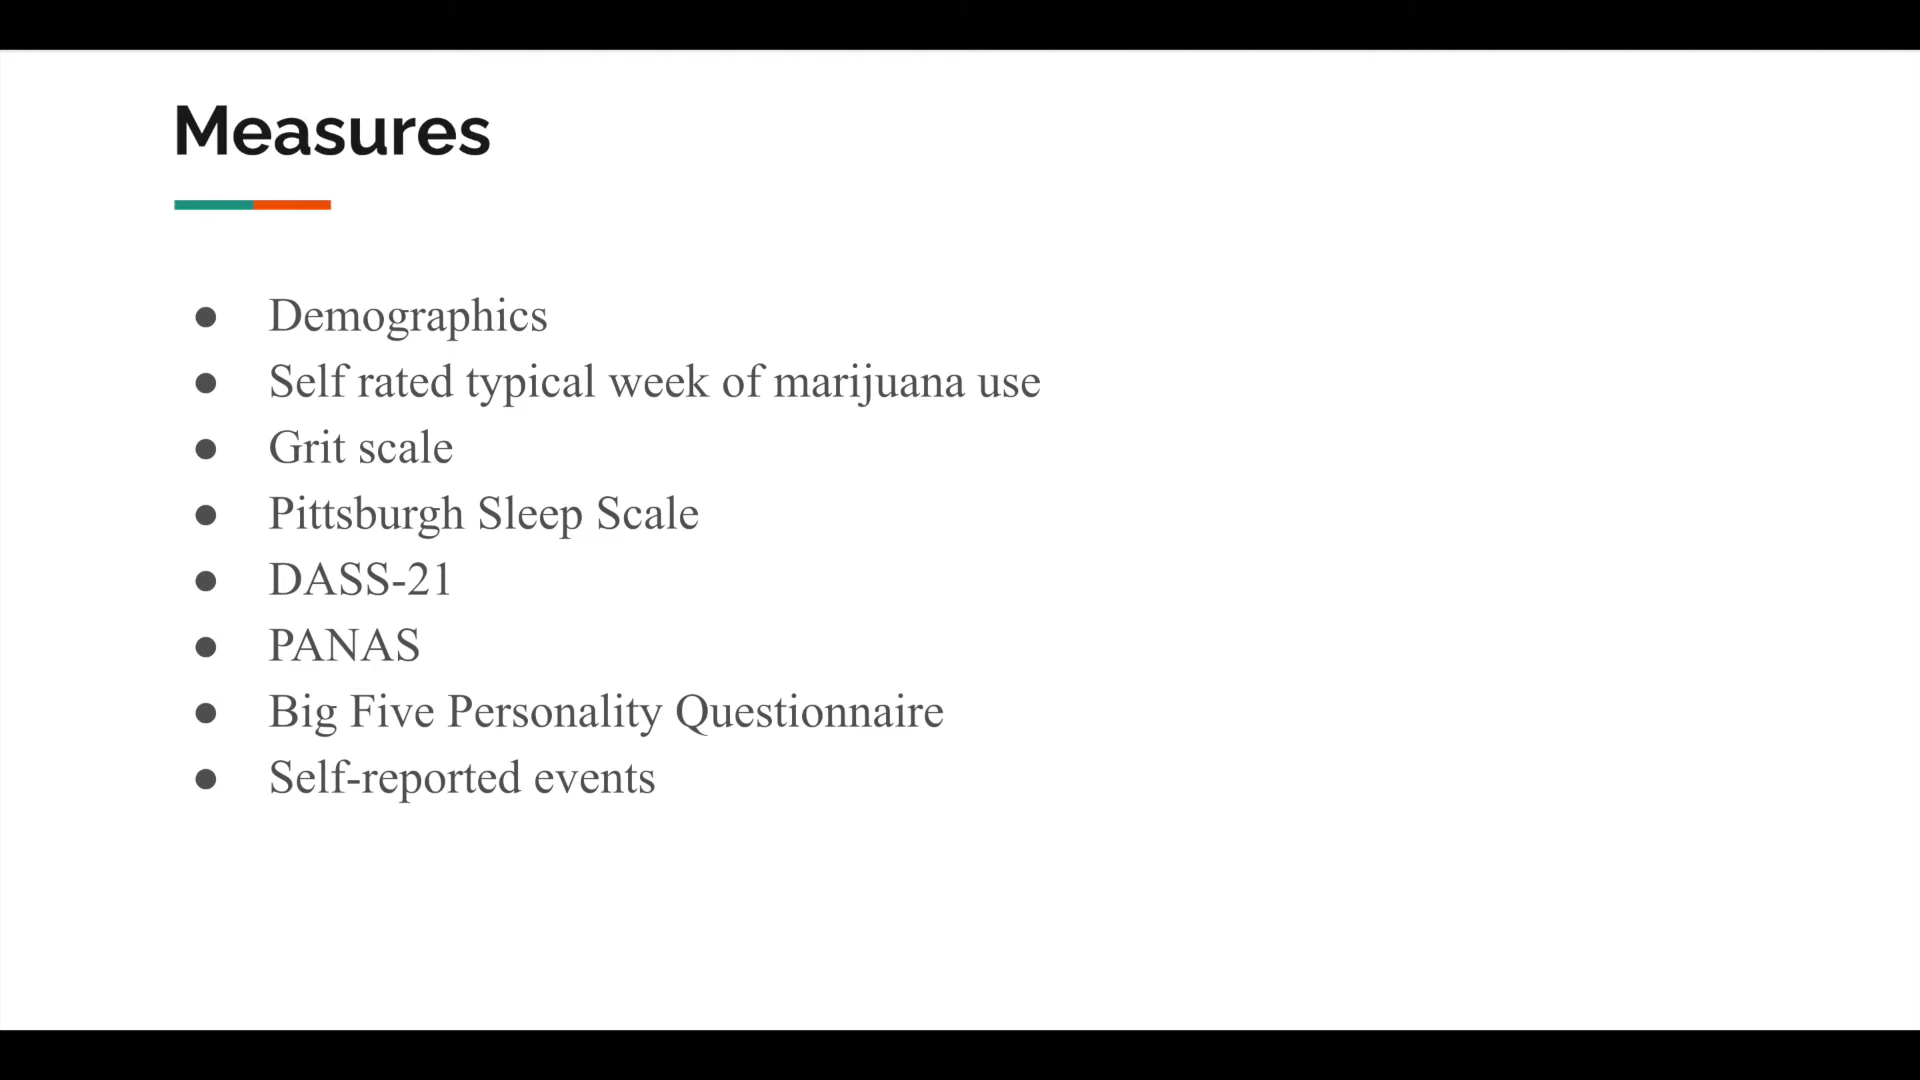 Measures
● Demographics
● Self rated typical week of marijuana use
● Grit scale
● Pittsburgh Sleep Scale
● DASS-21
● PANAS
● Big Five Personality Questionnaire
● Self-reported events